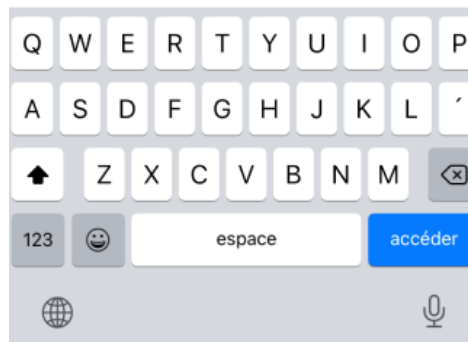 Q W E R T Y U I O P
A S D F G H J K L ´
Z X C V B N M
123 espace accéder